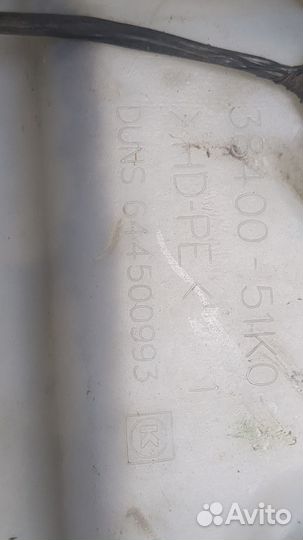 38400-51K0
>HD-PE<
DUNS 644500993
K
Avito